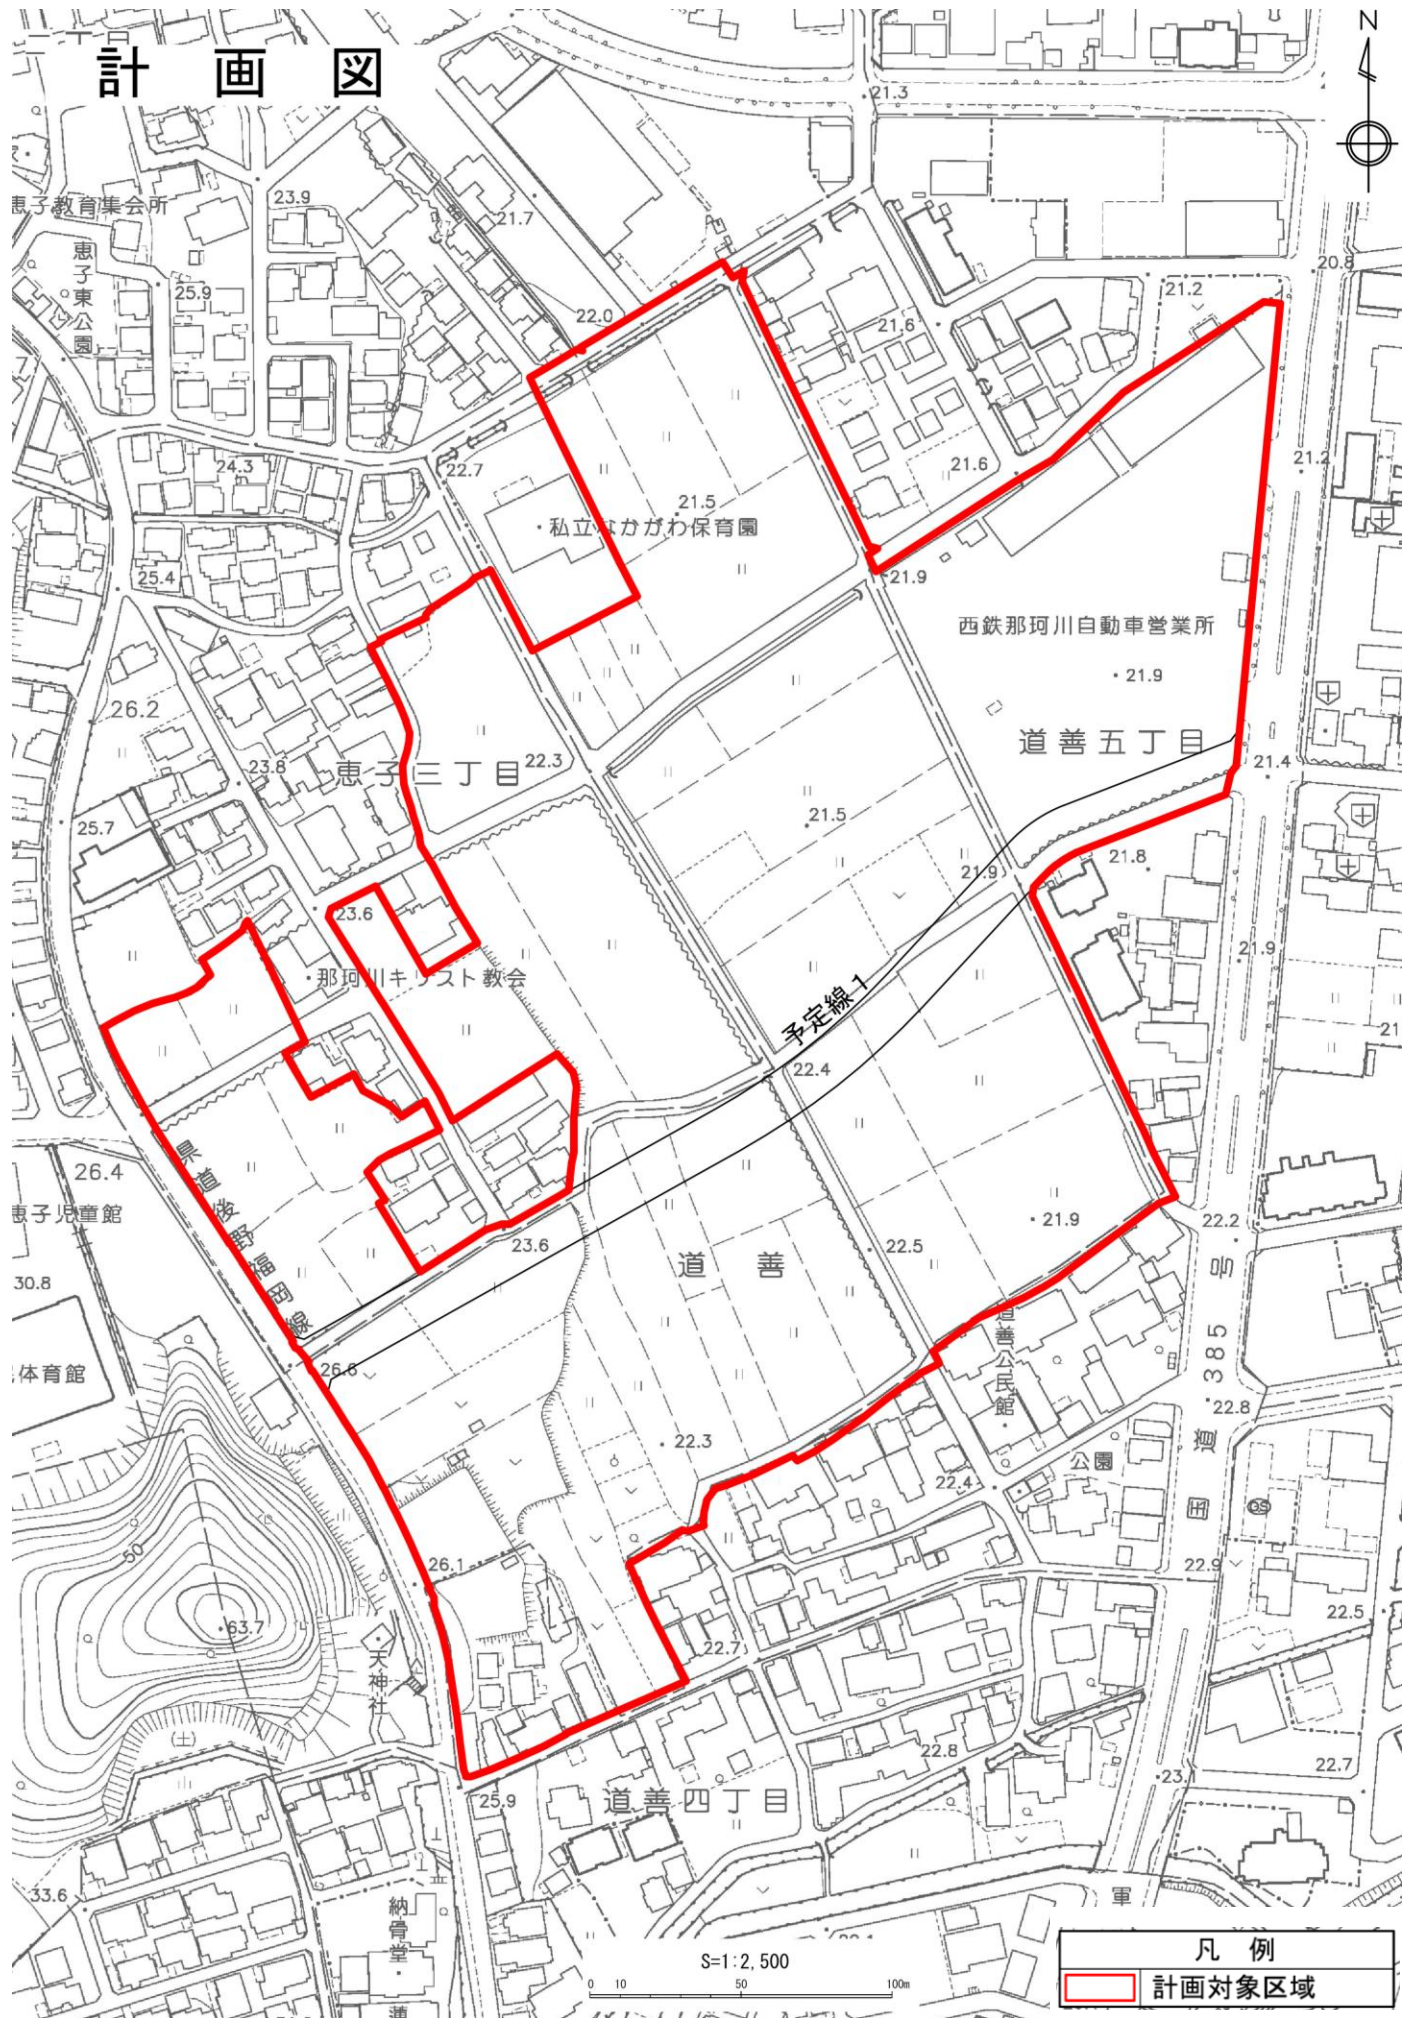 計画図
N
21.3
23.9
21.7
恵子教育集会所
恵子東公園
25.9
20.8
21.2
22.0
21.6
24.3
22.7
21.6
21.2
21.5
私立なかがわ保育園
25.4
21.9
西鉄那珂川自動車営業所
21.9
26.2
道善五丁目
恵子三丁目
22.3
23.8
21.4
25.7
21.5
21.8
21.9
23.6
21.9
那珂川キリスト教会
予定線1
22.4
県道後野福岡線
26.4
恵子児童館
21.9
22.2
23.6
22.5
道善
30.8
道善公民館
国道385号
体育館
26.6
22.8
22.3
公園
22.4
50
26.1
22.9
22.5
63.7
22.7
天神社
22.8
22.7
25.9
道善四丁目
33.6
納骨堂
S=1:2,500
0 10 50 100m
凡例
計画対象区域